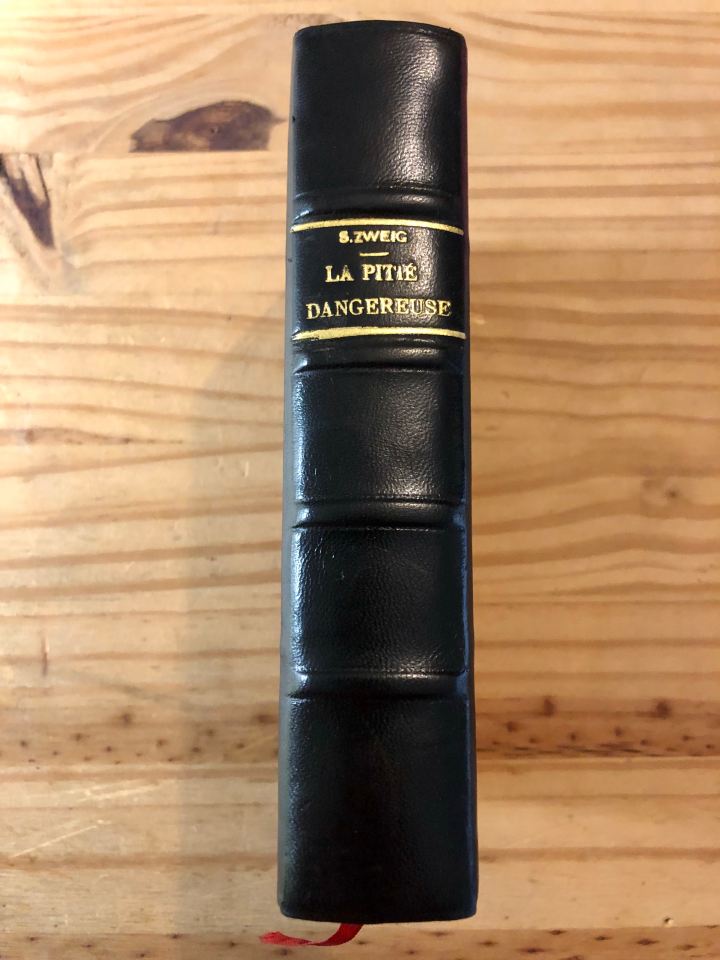 S. ZWEIG
LA PITIÉ
DANGEREUSE